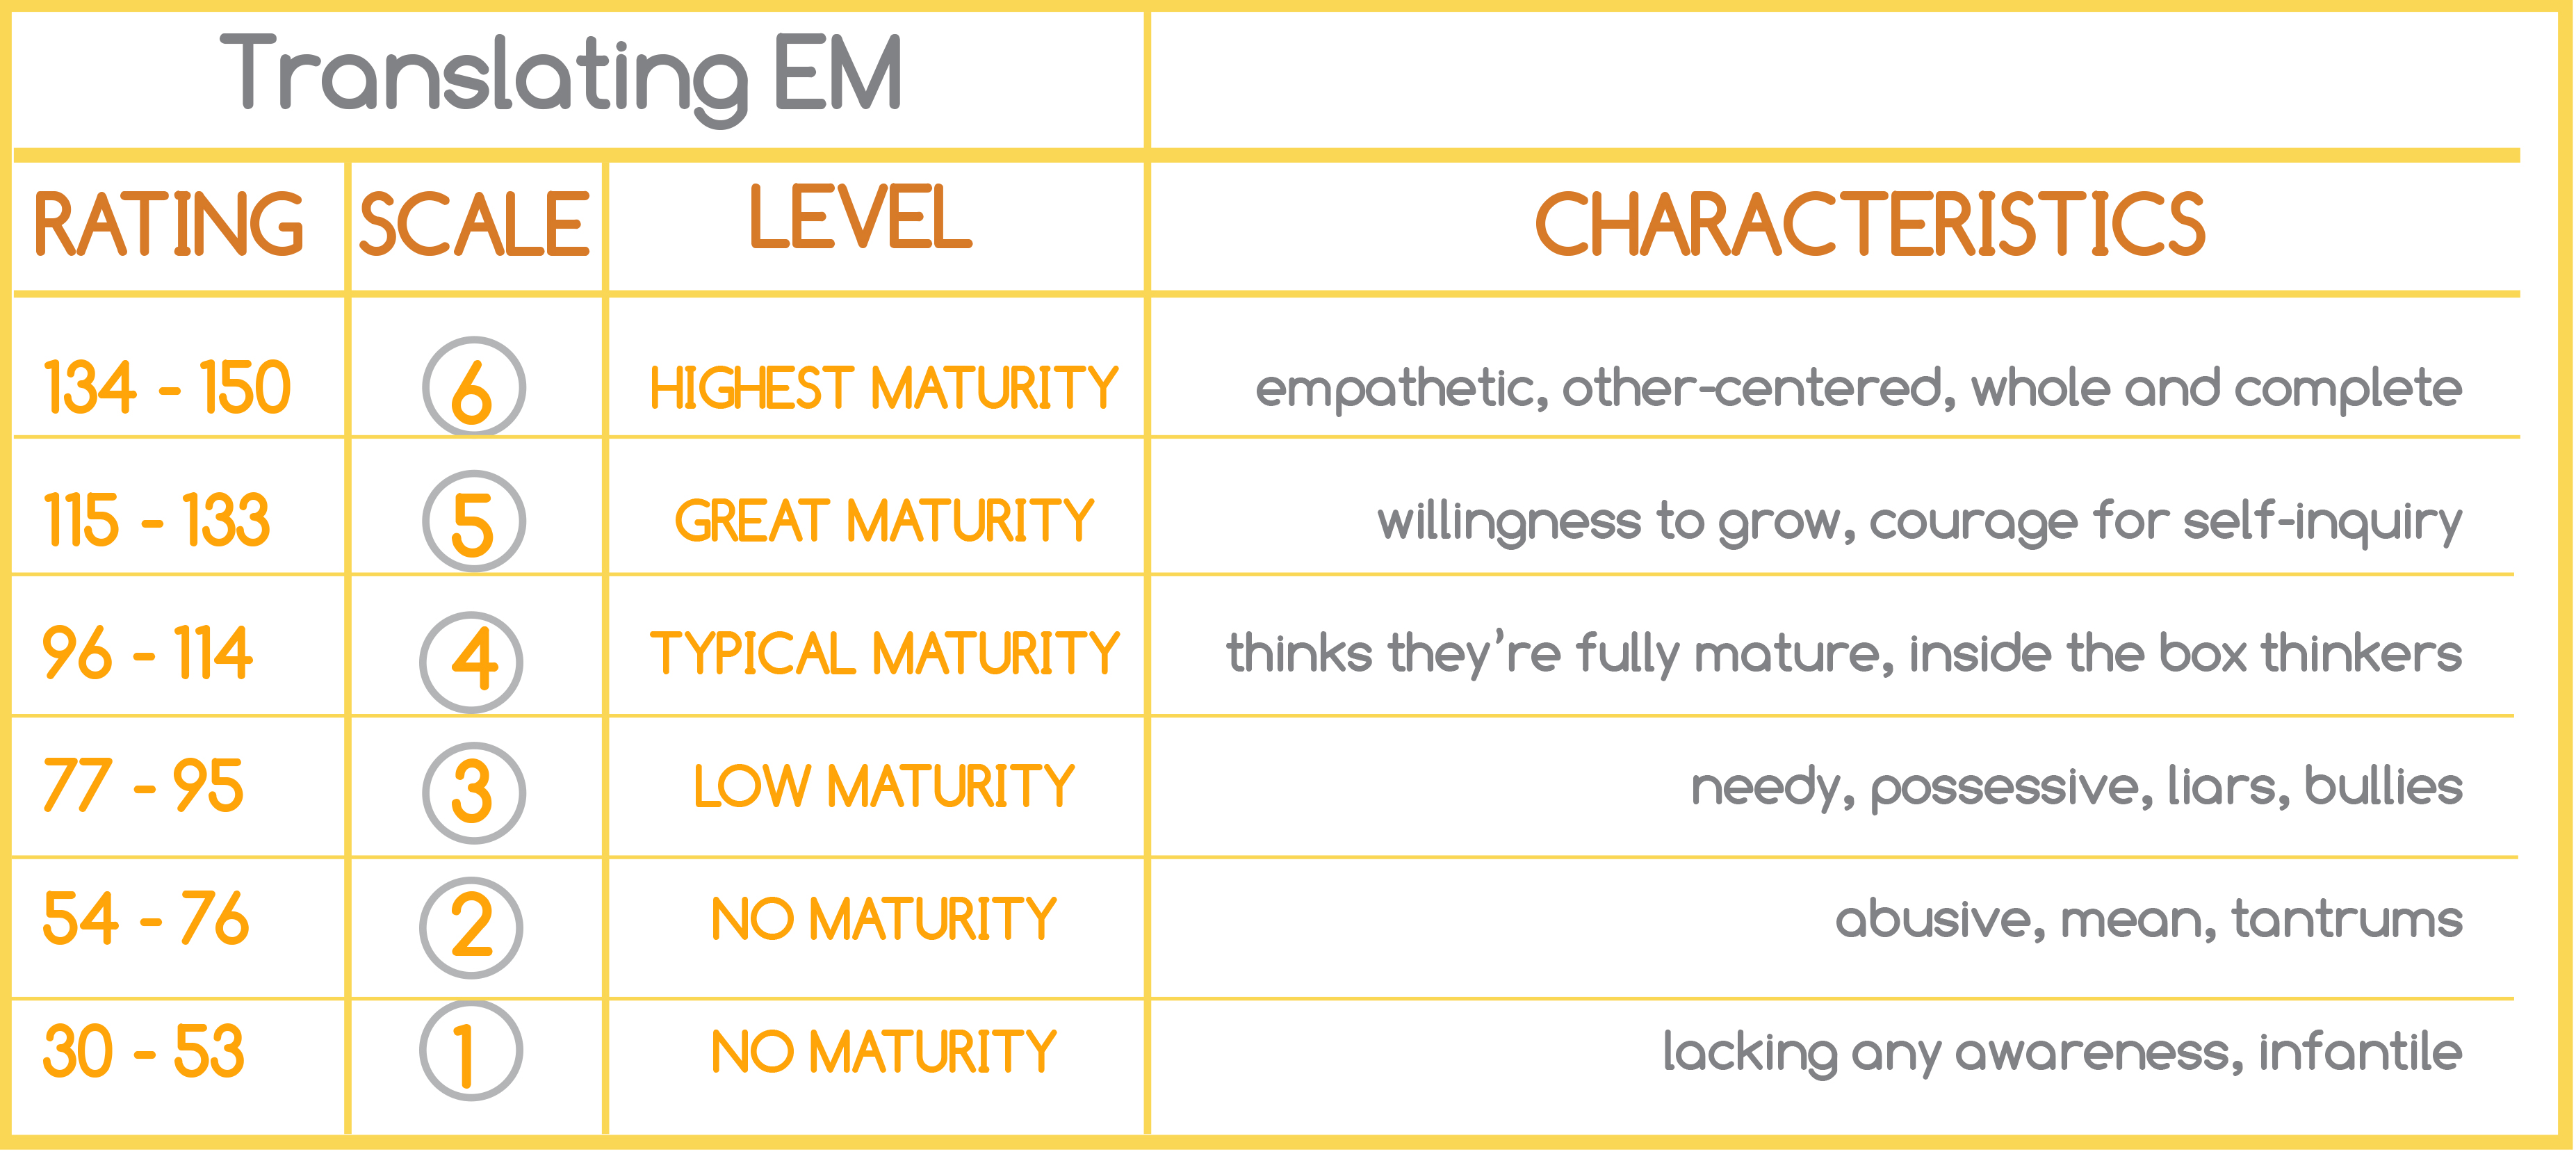 Translating EM
RATING SCALE LEVEL CHARACTERISTICS
134 - 150 6 HIGHEST MATURITY empathetic, other-centered, whole and complete
115 - 133 5 GREAT MATURITY willingness to grow, courage for self-inquiry
96 - 114 4 TYPICAL MATURITY thinks they're fully mature, inside the box thinkers
77 - 95 3 LOW MATURITY needy, possessive, liars, bullies
54 - 76 2 NO MATURITY abusive, mean, tantrums
30 - 53 1 NO MATURITY lacking any awareness, infantile